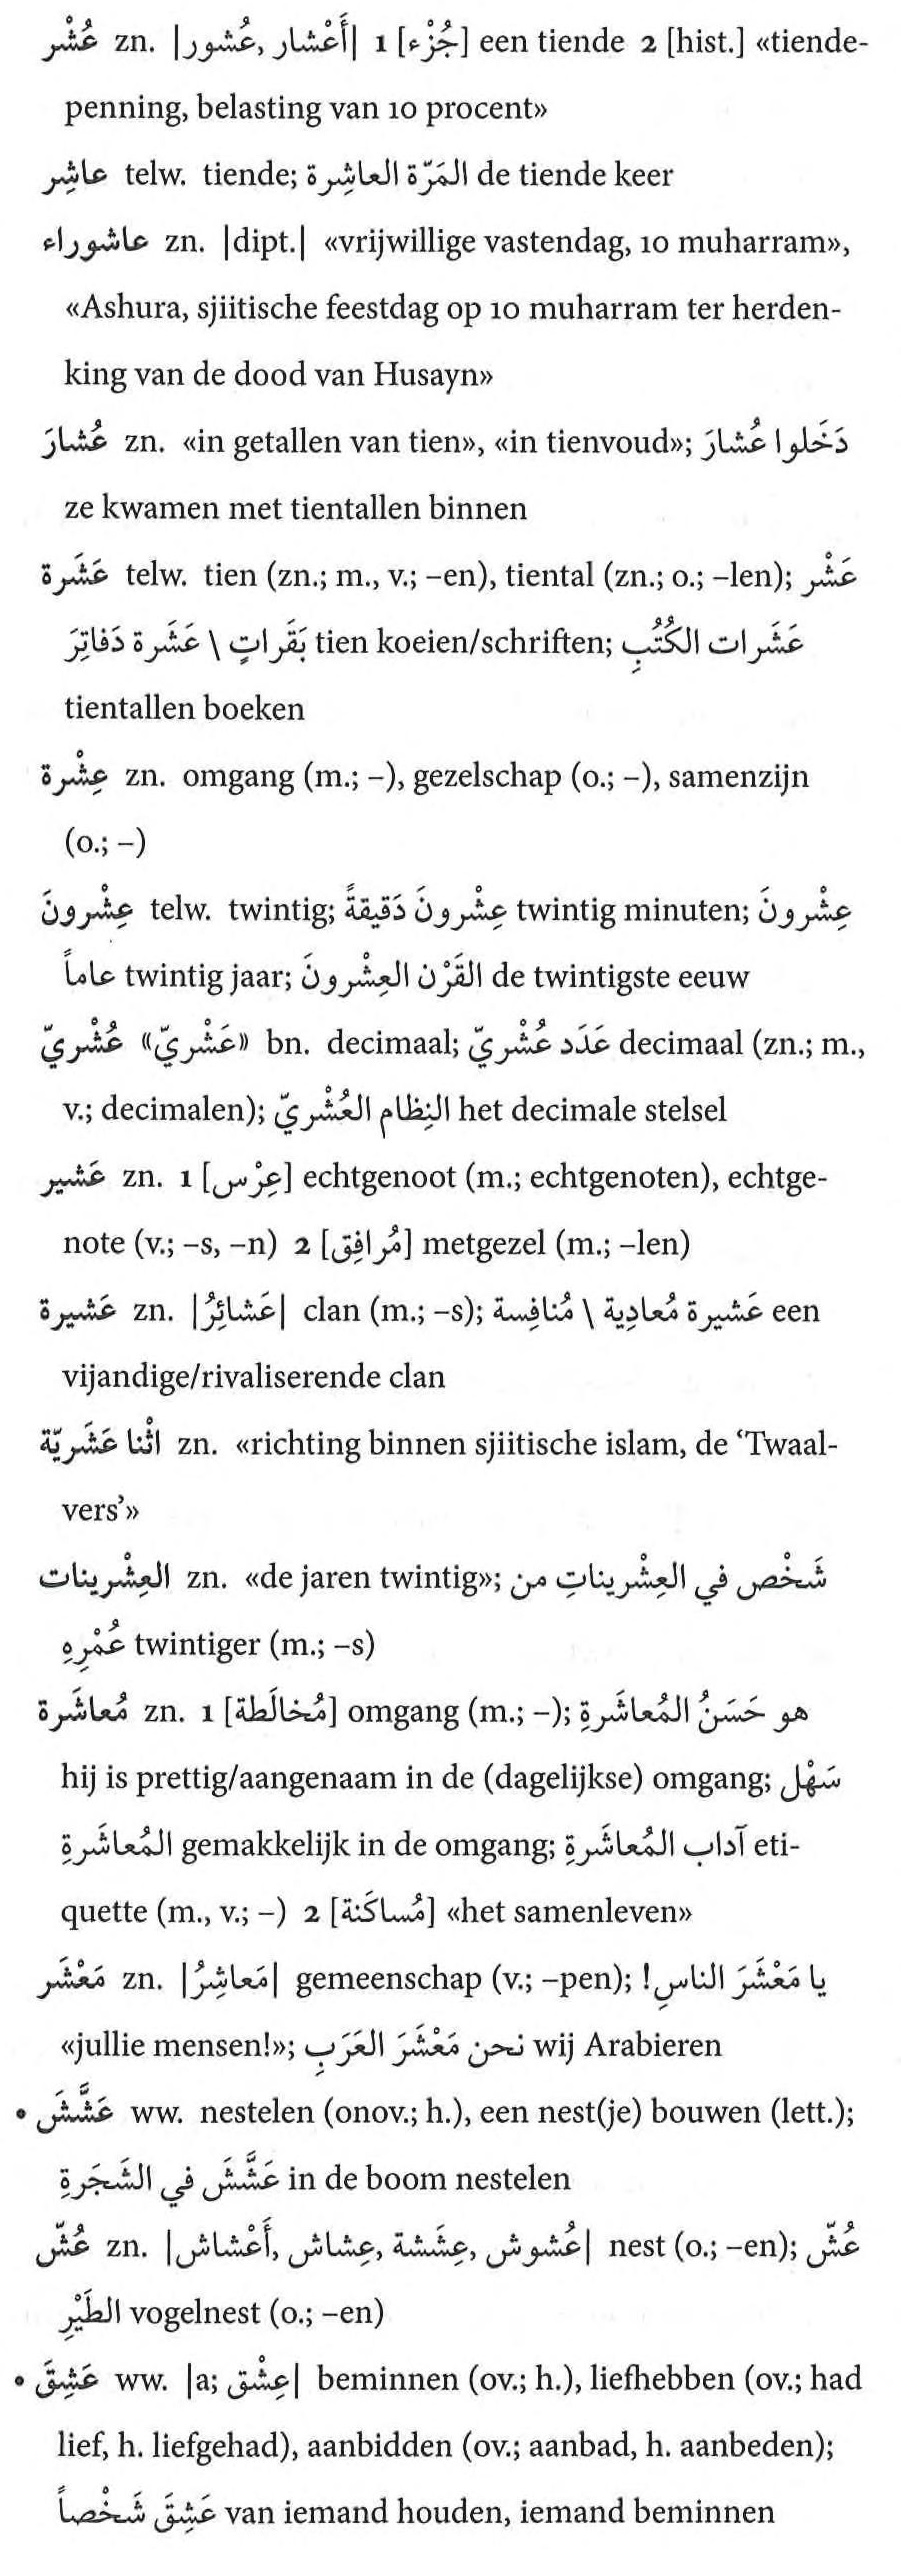 عُشْر zn. |أَعْشار, عُشور| 1 [جُزْء] een tiende 2 [hist.] «tiende-
penning, belasting van 10 procent»
عاشِر telw. tiende; المَرّة العاشِرة de tiende keer
عاشوراء zn. |dipt.| «vrijwillige vastendag, 10 muharram»,
«Ashura, sjiitische feestdag op 10 muharram ter herden-
king van de dood van Husayn»
عُشارَ zn. «in getallen van tien», «in tienvoud»; دَخَلوا عُشارَ
ze kwamen met tientallen binnen
عَشَرة telw. tien (zn.; m., v.; –en), tiental (zn.; o.; –len); عَشْر
بَقَراتٍ \ عَشَرة دَفاتِرَ tien koeien/schriften; عَشَرات الكُتُبِ
tientallen boeken
عِشْرة zn. omgang (m.; –), gezelschap (o.; –), samenzijn
(o.; –)
عِشْرونَ telw. twintig; عِشْرونَ دَقيقةً twintig minuten; عِشْرونَ
عاماً twintig jaar; القَرْن العِشْرونَ de twintigste eeuw
عُشْريّ «عَشْريّ» bn. decimaal; عَدَد عُشْريّ decimaal (zn.; m.,
v.; decimalen); النِظام العُشْريّ het decimale stelsel
عَشير zn. 1 [عِرْس] echtgenoot (m.; echtgenoten), echtge-
note (v.; –s, –n) 2 [مُرافِق] metgezel (m.; –len)
عَشيرة zn. |عَشائِرُ| clan (m.; –s); عَشيرة مُعادِية \ مُنافِسة een
vijandige/rivaliserende clan
اثْنا عَشَريّة zn. «richting binnen sjiitische islam, de ‘Twaal-
vers’»
العِشْرينات zn. «de jaren twintig»; شَخْص في العِشْريناتِ من
عُمْرِهِ twintiger (m.; –s)
مُعاشَرة zn. 1 [مُخالَطة] omgang (m.; –); هو حَسَنُ المُعاشَرةِ
hij is prettig/aangenaam in de (dagelijkse) omgang; سَهْل
المُعاشَرةِ gemakkelijk in de omgang; آداب المُعاشَرةِ eti-
quette (m., v.; –) 2 [مُساكَنة] «het samenleven»
مَعْشَر zn. |مَعاشِرُ| gemeenschap (v.; –pen); يا مَعْشَرَ الناسِ!
«jullie mensen!»; نحن مَعْشَرَ العَرَبِ wij Arabieren
• عَشَّشَ ww. nestelen (onov.; h.), een nest(je) bouwen (lett.);
عَشَّشَ في الشَجَرةِ in de boom nestelen
عُشّ zn. |عُشوش, عِشَشة, عِشاش, أَعْشاش| nest (o.; –en); عُشّ
الطَيْرِ vogelnest (o.; –en)
• عَشِقَ ww. |a; عِشْق| beminnen (ov.; h.), liefhebben (ov.; had
lief, h. liefgehad), aanbidden (ov.; aanbad, h. aanbeden);
عَشِقَ شَخْصاً van iemand houden, iemand beminnen